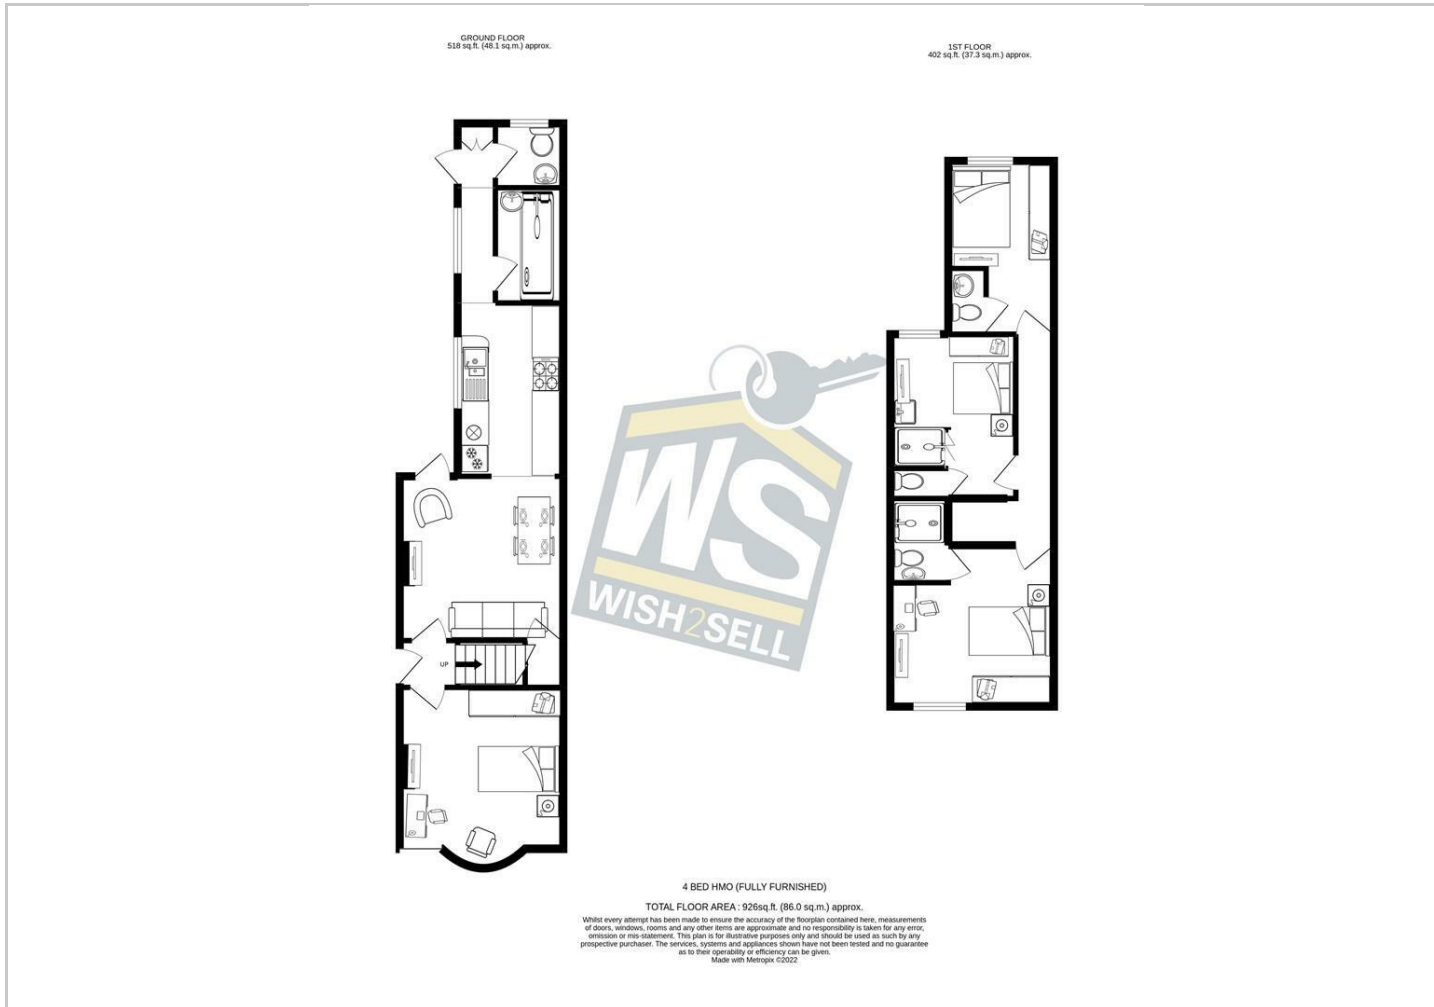 GROUND FLOOR
518 sq.ft. (48.1 sq.m.) approx.
1ST FLOOR
402 sq.ft. (37.3 sq.m.) approx.
UP
WS
WISH2SELL
4 BED HMO (FULLY FURNISHED)
TOTAL FLOOR AREA : 926sq.ft. (86.0 sq.m.) approx.
Whilst every attempt has been made to ensure the accuracy of the floorplan contained here, measurements
of doors, windows, rooms and any other items are approximate and no responsibility is taken for any error,
omission or mis-statement. This plan is for illustrative purposes only and should be used as such by any
prospective purchaser. The services, systems and appliances shown have not been tested and no guarantee
as to their operability or efficiency can be given.
Made with Metropix ©2022